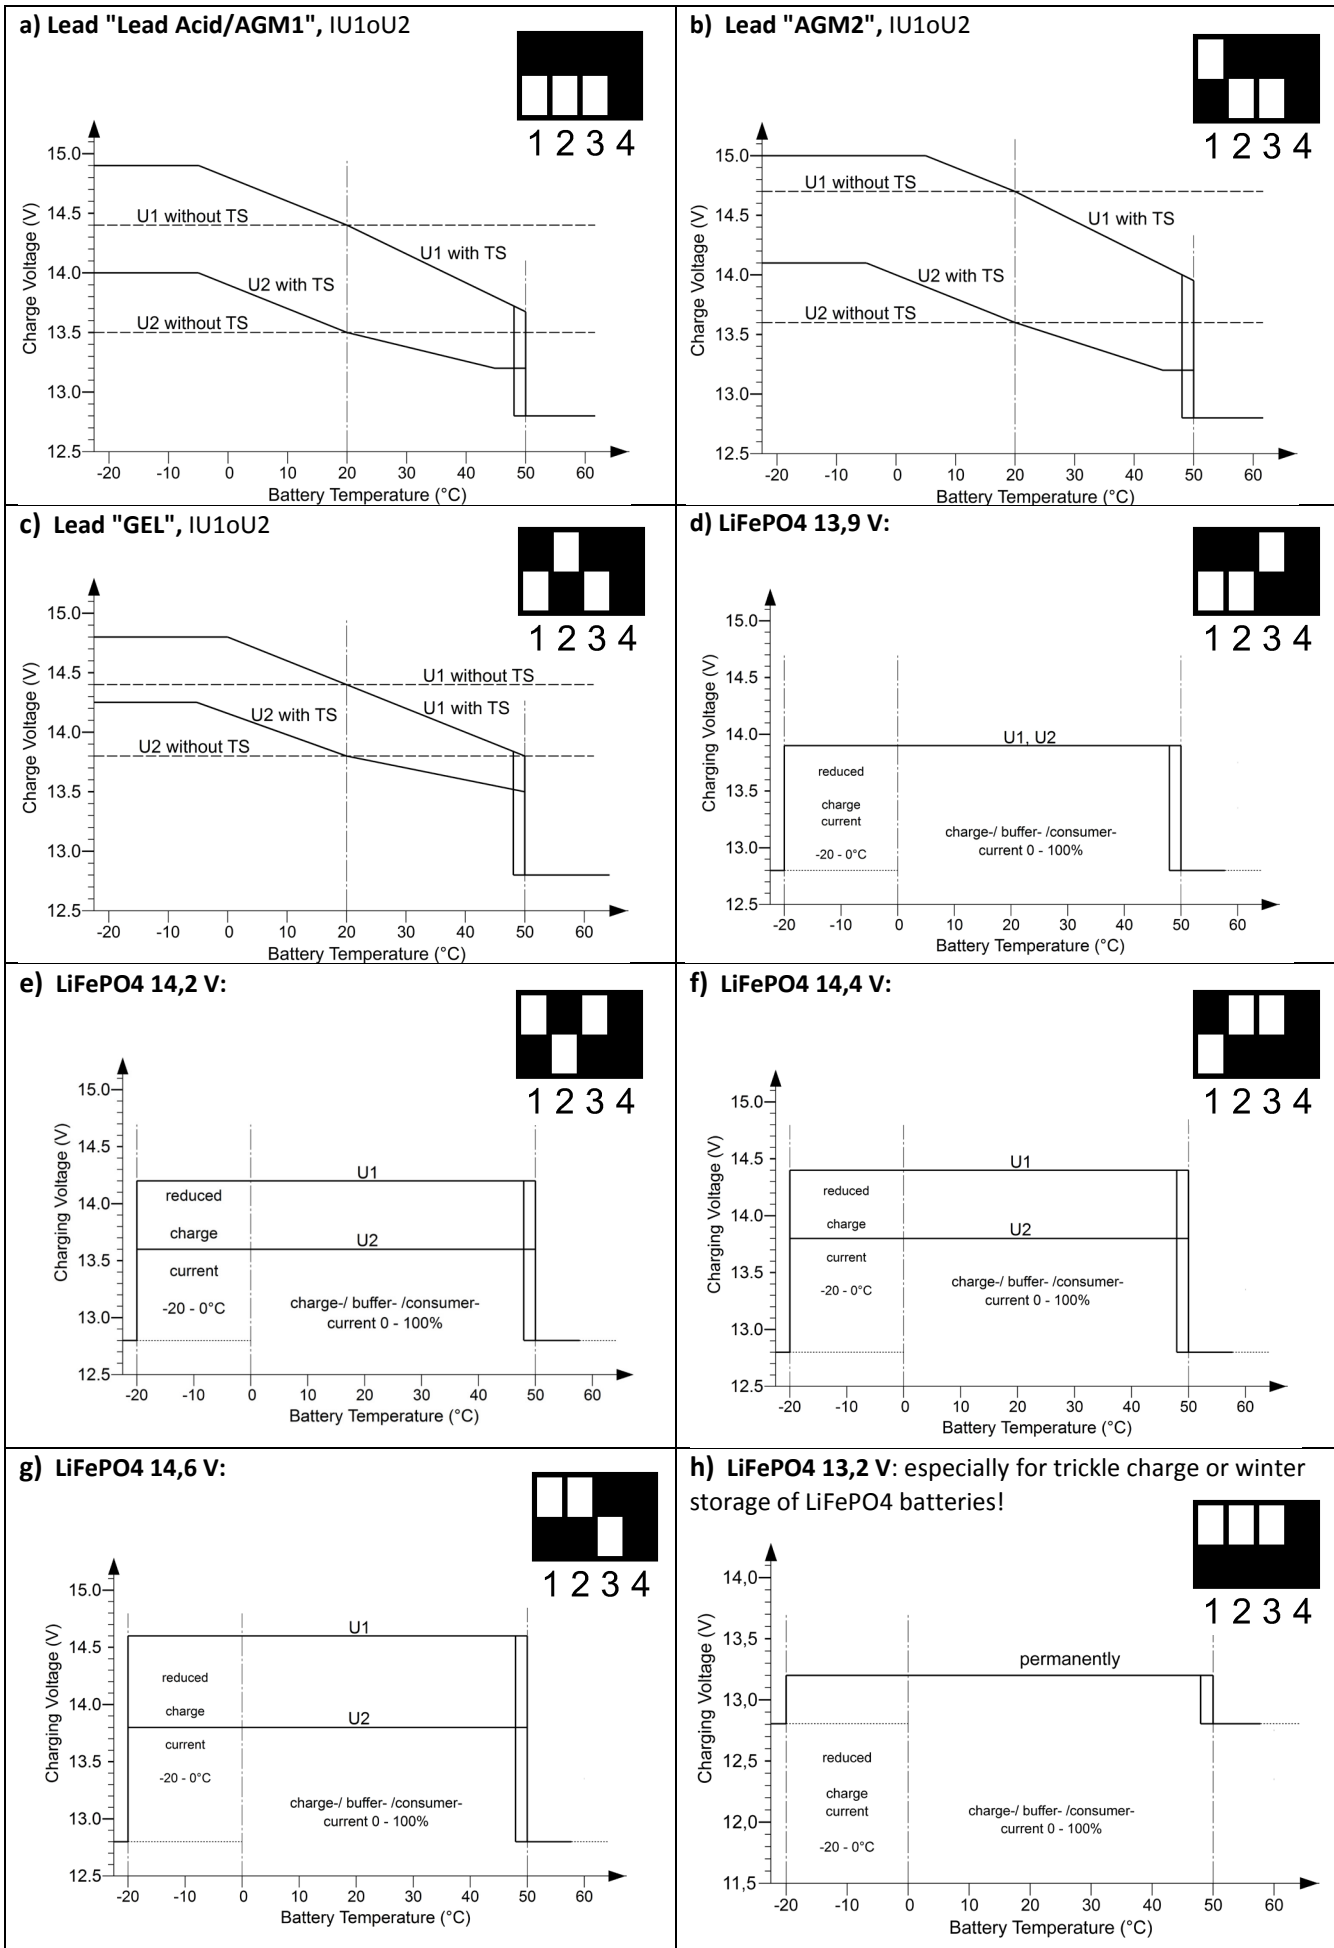 a) Lead "Lead Acid/AGM1", IU1oU2
1 2 3 4
Charge Voltage (V)
15.0
14.5
14.0
13.5
13.0
12.5
U1 without TS
U1 with TS
U2 with TS
U2 without TS
-20 -10 0 10 20 30 40 50 60
Battery Temperature (°C)
b) Lead "AGM2", IU1oU2
1 2 3 4
Charge Voltage (V)
15.0
14.5
14.0
13.5
13.0
12.5
U1 without TS
U1 with TS
U2 with TS
U2 without TS
-20 -10 0 10 20 30 40 50 60
Battery Temperature (°C)
c) Lead "GEL", IU1oU2
1 2 3 4
Charge Voltage (V)
15.0
14.5
14.0
13.5
13.0
12.5
U1 without TS
U1 with TS
U2 with TS
U2 without TS
-20 -10 0 10 20 30 40 50 60
Battery Temperature (°C)
d) LiFePO4 13,9 V:
1 2 3 4
Charging Voltage (V)
15.0
14.5
14.0
13.5
13.0
12.5
U1, U2
reduced
charge
current
-20 - 0°C
charge-/ buffer- /consumer-
current 0 - 100%
-20 -10 0 10 20 30 40 50 60
Battery Temperature (°C)
e) LiFePO4 14,2 V:
1 2 3 4
Charging Voltage (V)
15.0
14.5
14.0
13.5
13.0
12.5
U1
reduced
charge
U2
current
-20 - 0°C
charge-/ buffer- /consumer-
current 0 - 100%
-20 -10 0 10 20 30 40 50 60
Battery Temperature (°C)
f) LiFePO4 14,4 V:
1 2 3 4
Charging Voltage (V)
15.0
14.5
14.0
13.5
13.0
12.5
U1
reduced
charge
U2
current
-20 - 0°C
charge-/ buffer- /consumer-
current 0 - 100%
-20 -10 0 10 20 30 40 50 60
Battery Temperature (°C)
g) LiFePO4 14,6 V:
1 2 3 4
Charging Voltage (V)
15.0
14.5
14.0
13.5
13.0
12.5
U1
reduced
charge
U2
current
-20 - 0°C
charge-/ buffer- /consumer-
current 0 - 100%
-20 -10 0 10 20 30 40 50 60
Battery Temperature (°C)
h) LiFePO4 13,2 V: especially for trickle charge or winter
storage of LiFePO4 batteries!
1 2 3 4
Charging Voltage (V)
14,0
13,5
13,0
12,5
12,0
11,5
permanently
reduced
charge
current
-20 - 0°C
charge-/ buffer- /consumer-
current 0 - 100%
-20 -10 0 10 20 30 40 50 60
Battery Temperature (°C)